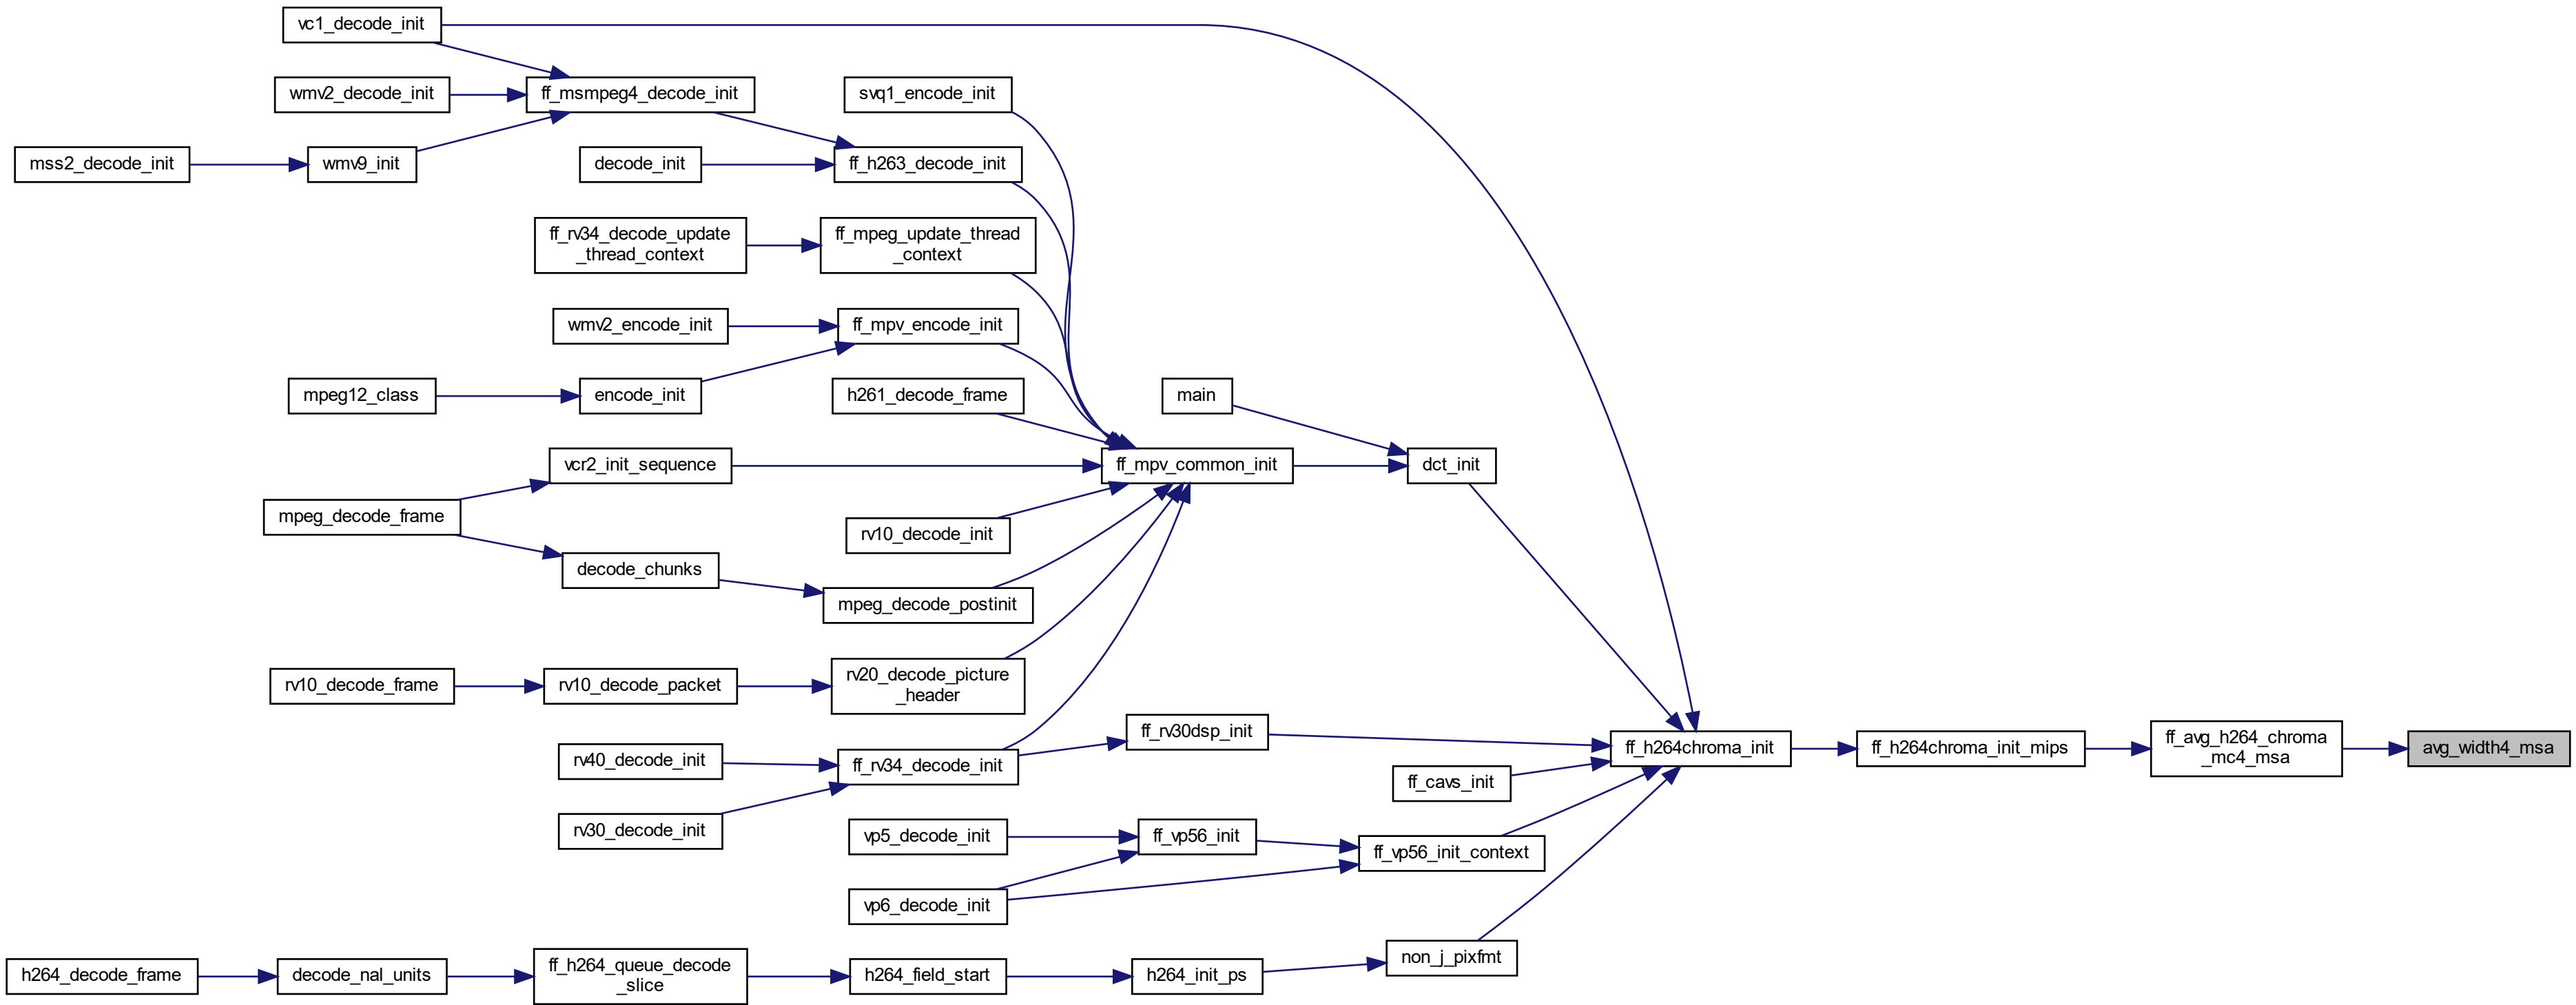 vc1_decode_init
wmv2_decode_init
ff_msmpeg4_decode_init
svq1_encode_init
mss2_decode_init
wmv9_init
decode_init
ff_h263_decode_init
ff_rv34_decode_update
_thread_context
ff_mpeg_update_thread
_context
wmv2_encode_init
ff_mpv_encode_init
mpeg12_class
encode_init
h261_decode_frame
main
vcr2_init_sequence
ff_mpv_common_init
dct_init
mpeg_decode_frame
rv10_decode_init
decode_chunks
mpeg_decode_postinit
rv10_decode_frame
rv10_decode_packet
rv20_decode_picture
_header
ff_rv30dsp_init
ff_h264chroma_init
ff_h264chroma_init_mips
ff_avg_h264_chroma
_mc4_msa
avg_width4_msa
rv40_decode_init
ff_rv34_decode_init
ff_cavs_init
rv30_decode_init
vp5_decode_init
ff_vp56_init
ff_vp56_init_context
vp6_decode_init
h264_decode_frame
decode_nal_units
ff_h264_queue_decode
_slice
h264_field_start
h264_init_ps
non_j_pixfmt